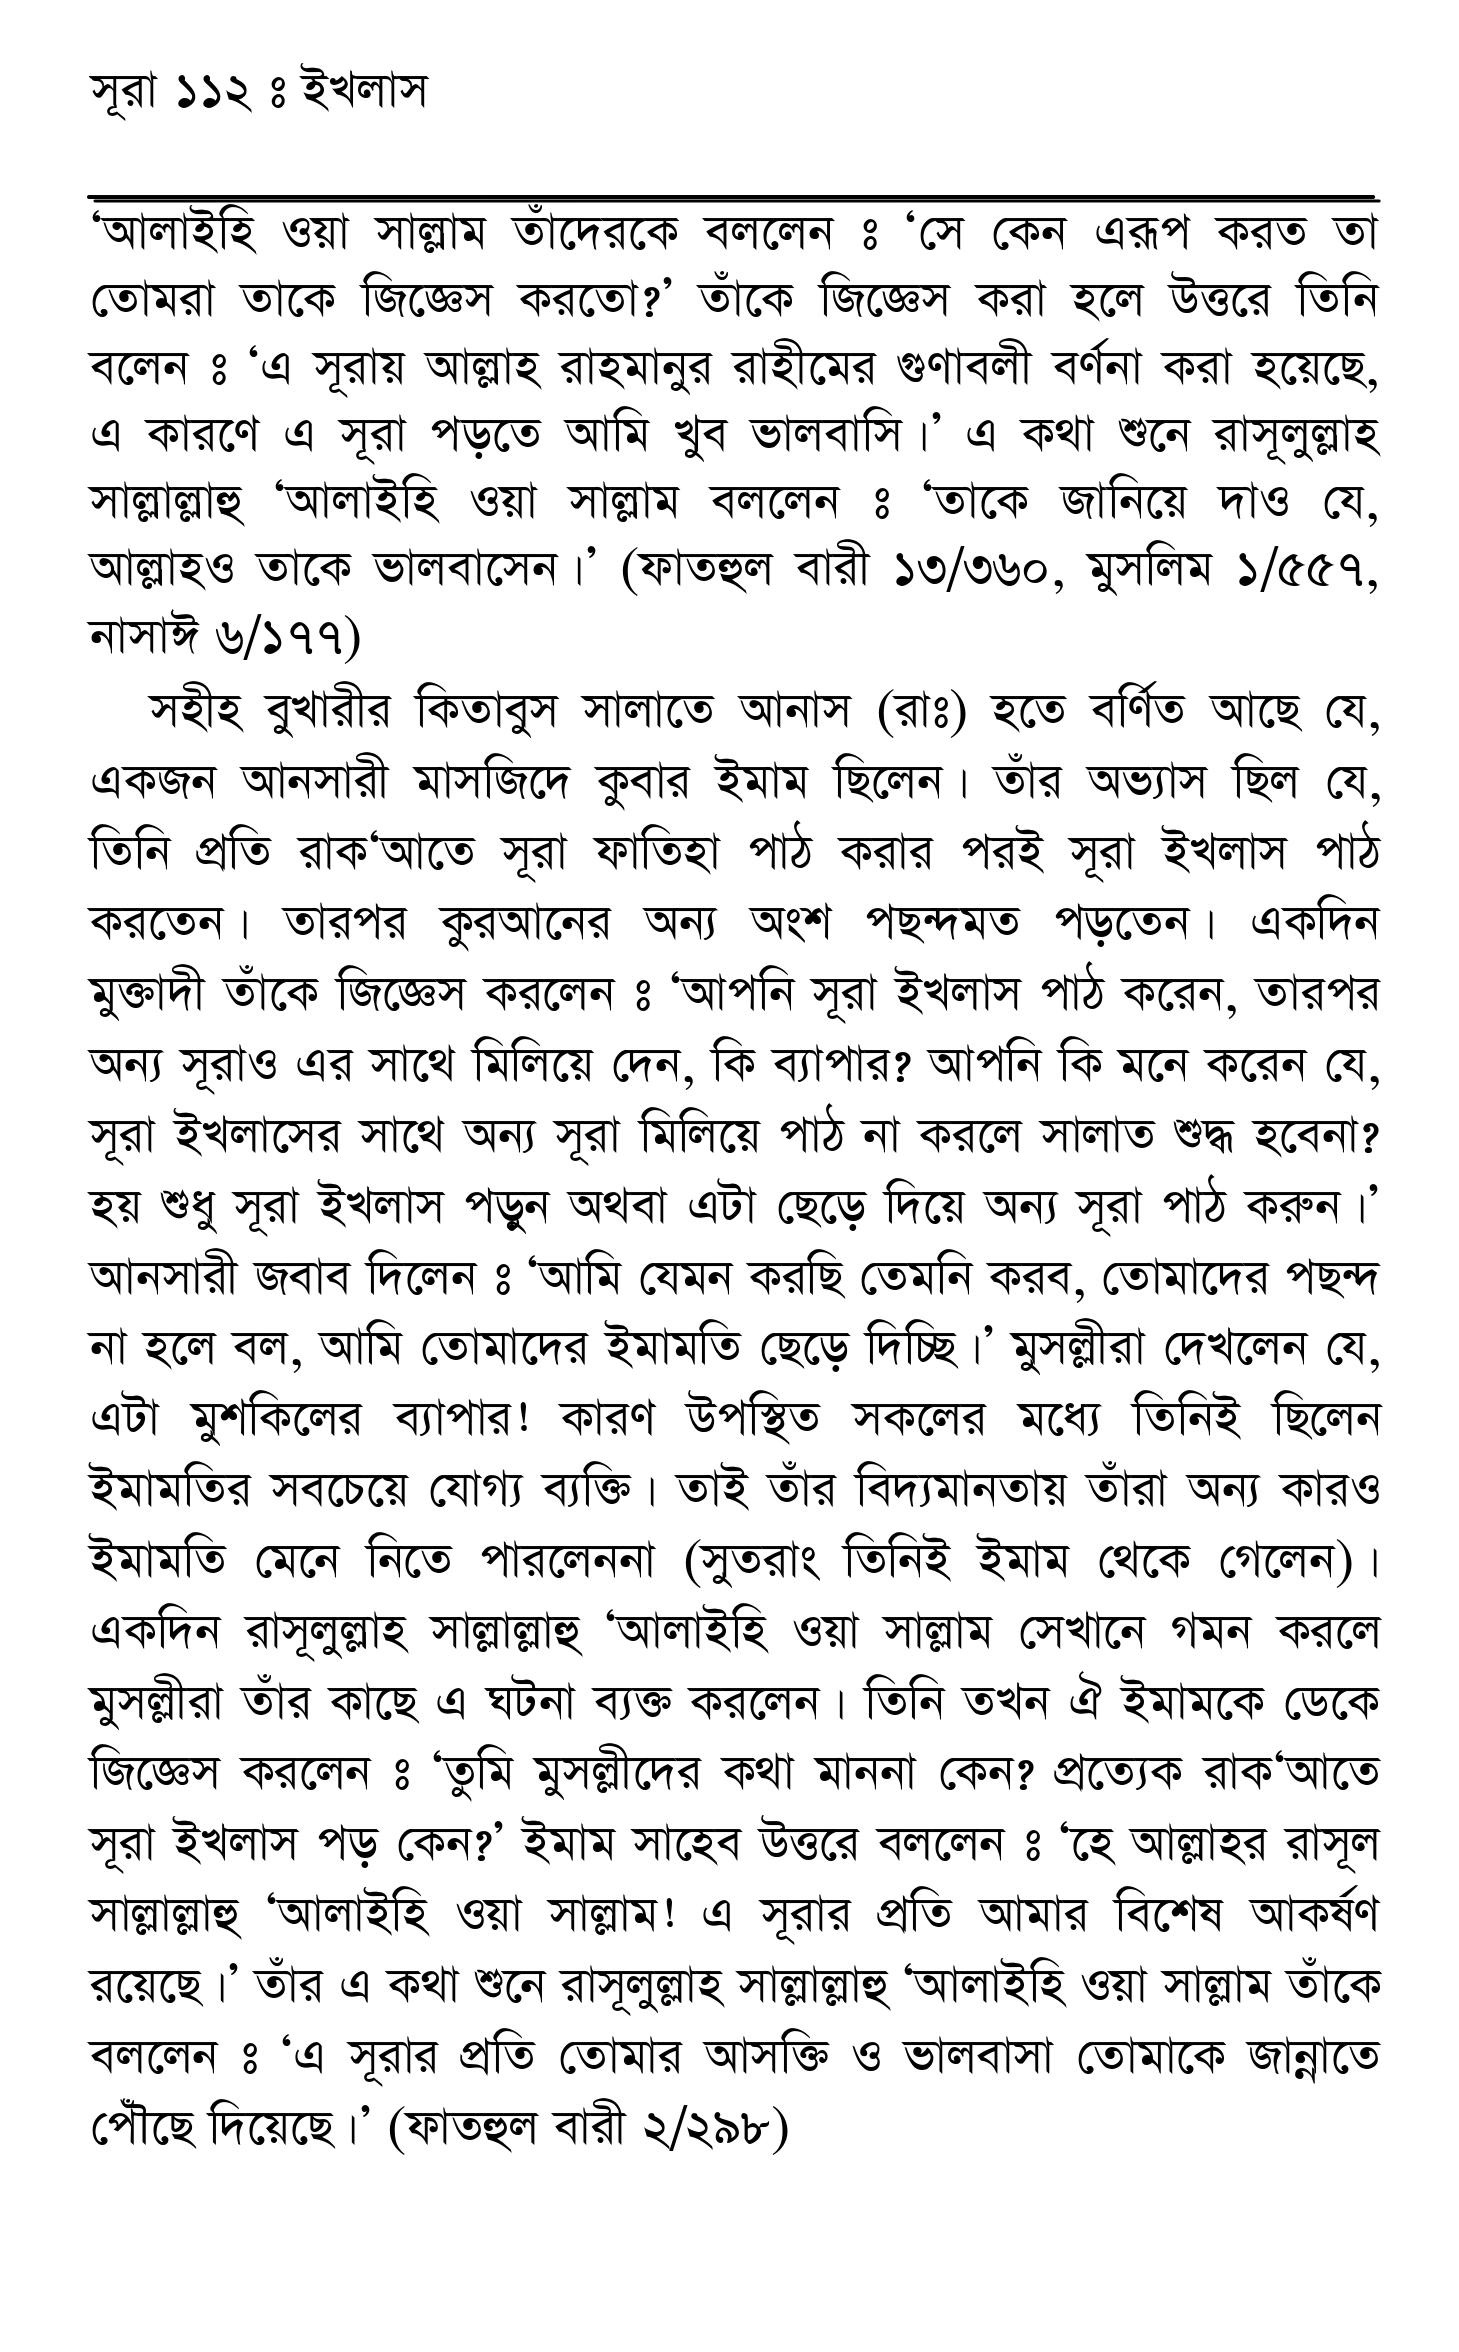 সূরা ১১২ ঃ ইখলাস
‘আলাইহি ওয়া সাল্লাম তাঁদেরকে বললেন ঃ ‘সে কেন এরূপ করত তা
তোমরা তাকে জিজ্ঞেস করতো?’ তাঁকে জিজ্ঞেস করা হলে উত্তরে তিনি
বলেন ঃ ‘এ সূরায় আল্লাহ রাহমানুর রাহীমের গুণাবলী বর্ণনা করা হয়েছে,
এ কারণে এ সূরা পড়তে আমি খুব ভালবাসি।’ এ কথা শুনে রাসূলুল্লাহ
সাল্লাল্লাহু ‘আলাইহি ওয়া সাল্লাম বললেন ঃ ‘তাকে জানিয়ে দাও যে,
আল্লাহও তাকে ভালবাসেন।’ (ফাতহুল বারী ১৩/৩৬০, মুসলিম ১/৫৫৭,
নাসাঈ ৬/১৭৭)
সহীহ বুখারীর কিতাবুস সালাতে আনাস (রাঃ) হতে বর্ণিত আছে যে,
একজন আনসারী মাসজিদে কুবার ইমাম ছিলেন। তাঁর অভ্যাস ছিল যে,
তিনি প্রতি রাক‘আতে সূরা ফাতিহা পাঠ করার পরই সূরা ইখলাস পাঠ
করতেন। তারপর কুরআনের অন্য অংশ পছন্দমত পড়তেন। একদিন
মুক্তাদী তাঁকে জিজ্ঞেস করলেন ঃ ‘আপনি সূরা ইখলাস পাঠ করেন, তারপর
অন্য সূরাও এর সাথে মিলিয়ে দেন, কি ব্যাপার? আপনি কি মনে করেন যে,
সূরা ইখলাসের সাথে অন্য সূরা মিলিয়ে পাঠ না করলে সালাত শুদ্ধ হবেনা?
হয় শুধু সূরা ইখলাস পড়ুন অথবা এটা ছেড়ে দিয়ে অন্য সূরা পাঠ করুন।’
আনসারী জবাব দিলেন ঃ ‘আমি যেমন করছি তেমনি করব, তোমাদের পছন্দ
না হলে বল, আমি তোমাদের ইমামতি ছেড়ে দিচ্ছি।’ মুসল্লীরা দেখলেন যে,
এটা মুশকিলের ব্যাপার! কারণ উপস্থিত সকলের মধ্যে তিনিই ছিলেন
ইমামতির সবচেয়ে যোগ্য ব্যক্তি। তাই তাঁর বিদ্যমানতায় তাঁরা অন্য কারও
ইমামতি মেনে নিতে পারলেননা (সুতরাং তিনিই ইমাম থেকে গেলেন)।
একদিন রাসূলুল্লাহ সাল্লাল্লাহু ‘আলাইহি ওয়া সাল্লাম সেখানে গমন করলে
মুসল্লীরা তাঁর কাছে এ ঘটনা ব্যক্ত করলেন। তিনি তখন ঐ ইমামকে ডেকে
জিজ্ঞেস করলেন ঃ ‘তুমি মুসল্লীদের কথা মাননা কেন? প্রত্যেক রাক‘আতে
সূরা ইখলাস পড় কেন?’ ইমাম সাহেব উত্তরে বললেন ঃ ‘হে আল্লাহর রাসূল
সাল্লাল্লাহু ‘আলাইহি ওয়া সাল্লাম! এ সূরার প্রতি আমার বিশেষ আকর্ষণ
রয়েছে।’ তাঁর এ কথা শুনে রাসূলুল্লাহ সাল্লাল্লাহু ‘আলাইহি ওয়া সাল্লাম তাঁকে
বললেন ঃ ‘এ সূরার প্রতি তোমার আসক্তি ও ভালবাসা তোমাকে জান্নাতে
পৌঁছে দিয়েছে।’ (ফাতহুল বারী ২/২৯৮)